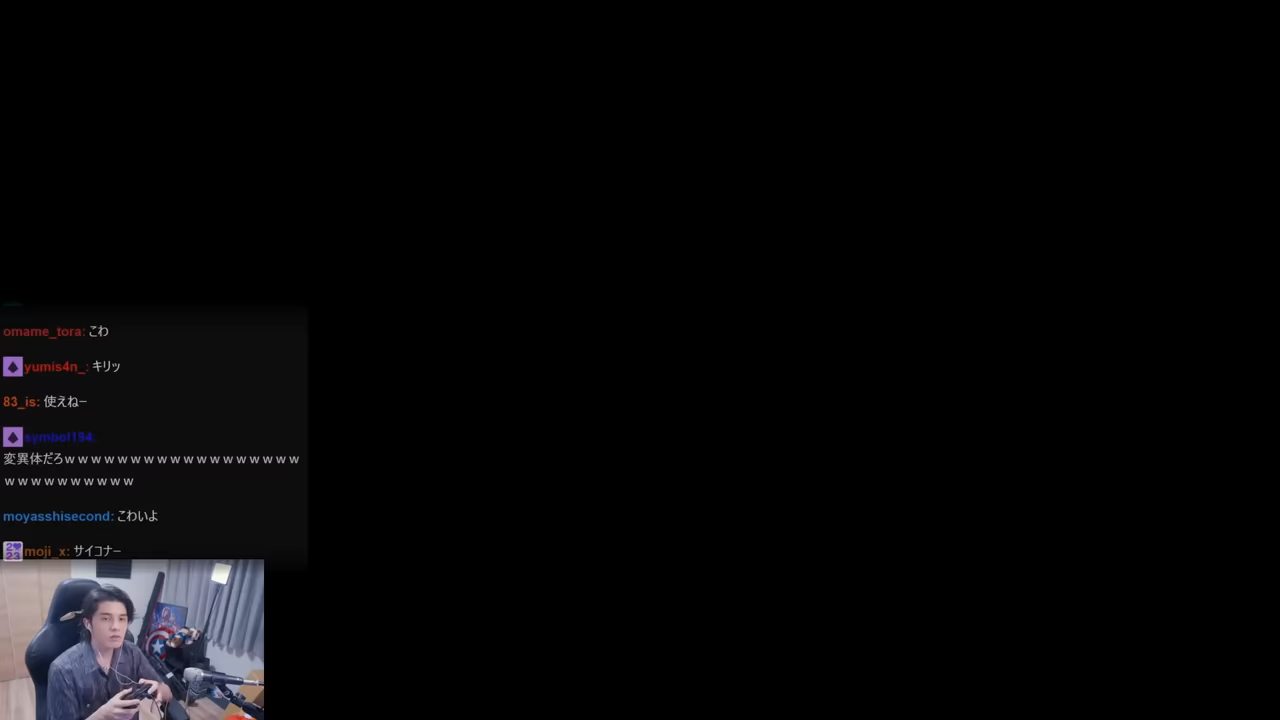 omame_tora: こわ
yumis4n_: キリッ
83_is: 使えねー
symbol194:
変異体だろｗｗｗｗｗｗｗｗｗｗｗｗｗｗｗｗｗｗ
ｗｗｗｗｗｗｗｗｗｗ
moyasshisecond: こわいよ
moji_x: サイコナー